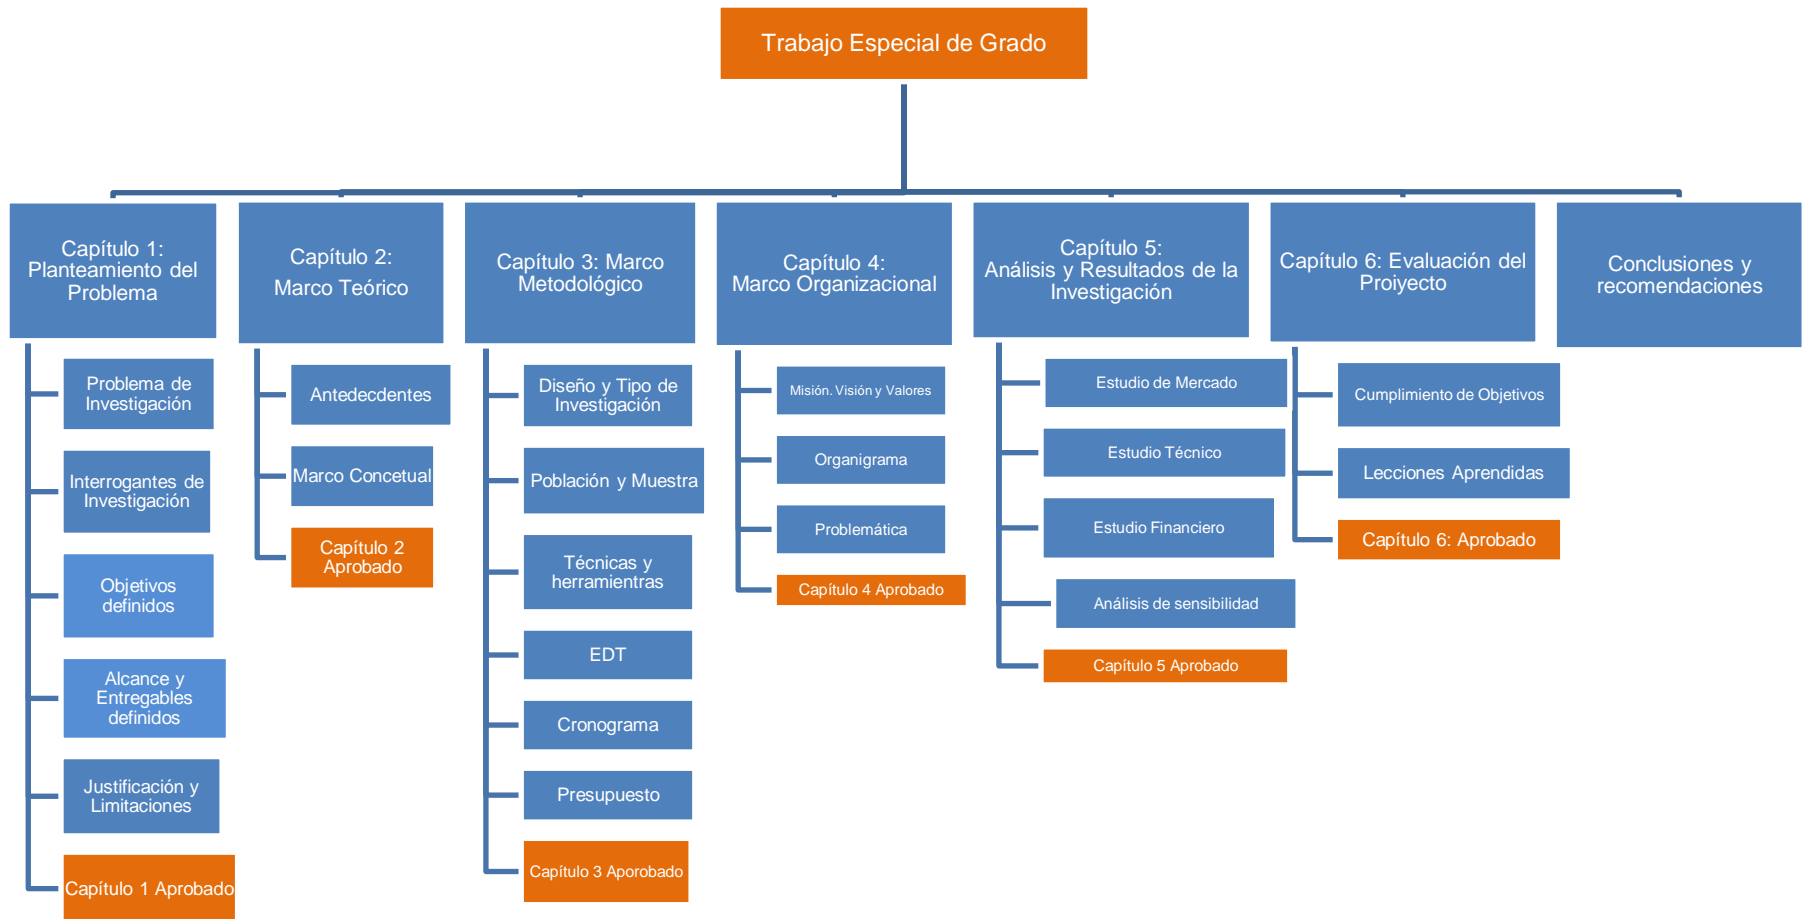 Trabajo Especial de Grado
Capítulo 1:
Planteamiento del
Problema
Problema de
Investigación
Interrogantes de
Investigación
Objetivos
definidos
Alcance y
Entregables
definidos
Justificación y
Limitaciones
Capítulo 1 Aprobado
Capítulo 2:
Marco Teórico
Antedecdentes
Marco Concetual
Capítulo 2
Aprobado
Capítulo 3: Marco
Metodológico
Diseño y Tipo de
Investigación
Población y Muestra
Técnicas y
herramientras
EDT
Cronograma
Presupuesto
Capítulo 3 Aporobado
Capítulo 4:
Marco Organizacional
Misión. Visión y Valores
Organigrama
Problemática
Capítulo 4 Aprobado
Capítulo 5:
Análisis y Resultados de la
Investigación
Estudio de Mercado
Estudio Técnico
Estudio Financiero
Análisis de sensibilidad
Capítulo 5 Aprobado
Capítulo 6: Evaluación del
Proiyecto
Cumplimiento de Objetivos
Lecciones Aprendidas
Capítulo 6: Aprobado
Conclusiones y
recomendaciones